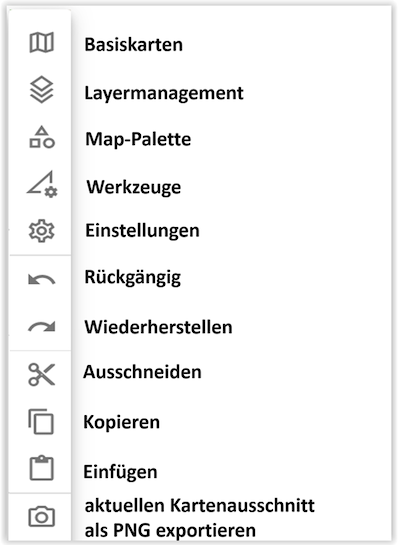 Basiskarten
Layermanagement
Map-Palette
Werkzeuge
Einstellungen
Rückgängig
Wiederherstellen
Ausschneiden
Kopieren
Einfügen
aktuellen Kartenausschnitt
als PNG exportieren